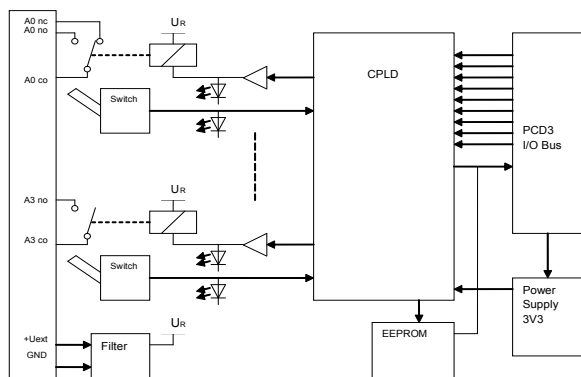 A0 nc
A0 no
A0 co
UR
Switch
CPLD
PCD3
I/O Bus
A3 no
A3 co
UR
Switch
+Uext
GND
Filter
UR
EEPROM
Power
Supply
3V3